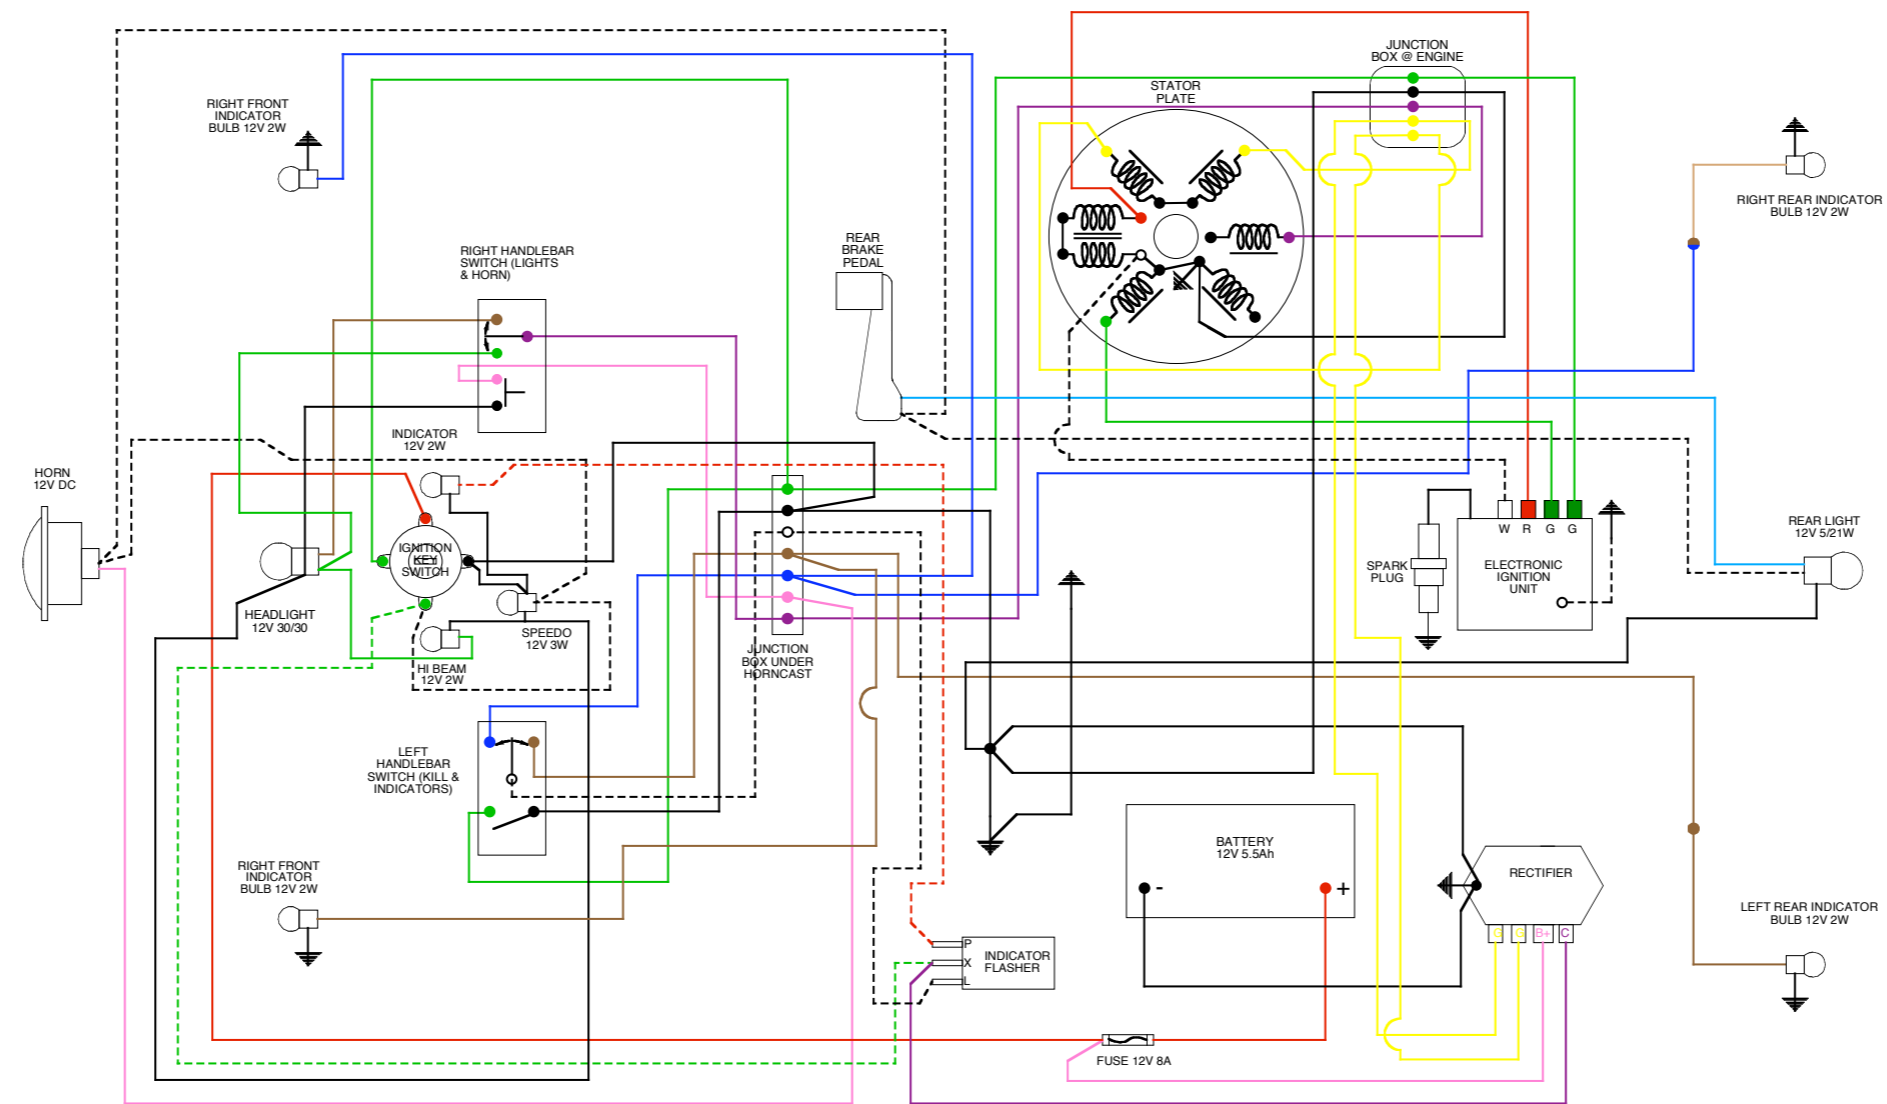 JUNCTION
BOX @ ENGINE
STATOR
PLATE
RIGHT FRONT
INDICATOR
BULB 12V 2W
RIGHT REAR INDICATOR
BULB 12V 2W
RIGHT HANDLEBAR
SWITCH (LIGHTS
& HORN)
REAR
BRAKE
PEDAL
INDICATOR
12V 2W
HORN
12V DC
IGNITION
KEY
SWITCH
W R G G
REAR LIGHT
12V 5/21W
SPARK
PLUG
ELECTRONIC
IGNITION
UNIT
HEADLIGHT
12V 30/30
SPEEDO
12V 3W
HI BEAM
12V 2W
JUNCTION
BOX UNDER
HORNCAST
LEFT
HANDLEBAR
SWITCH (KILL &
INDICATORS)
BATTERY
12V 5.5Ah
- +
RECTIFIER
G G B+ C
RIGHT FRONT
INDICATOR
BULB 12V 2W
LEFT REAR INDICATOR
BULB 12V 2W
P
X
L
INDICATOR
FLASHER
FUSE 12V 8A